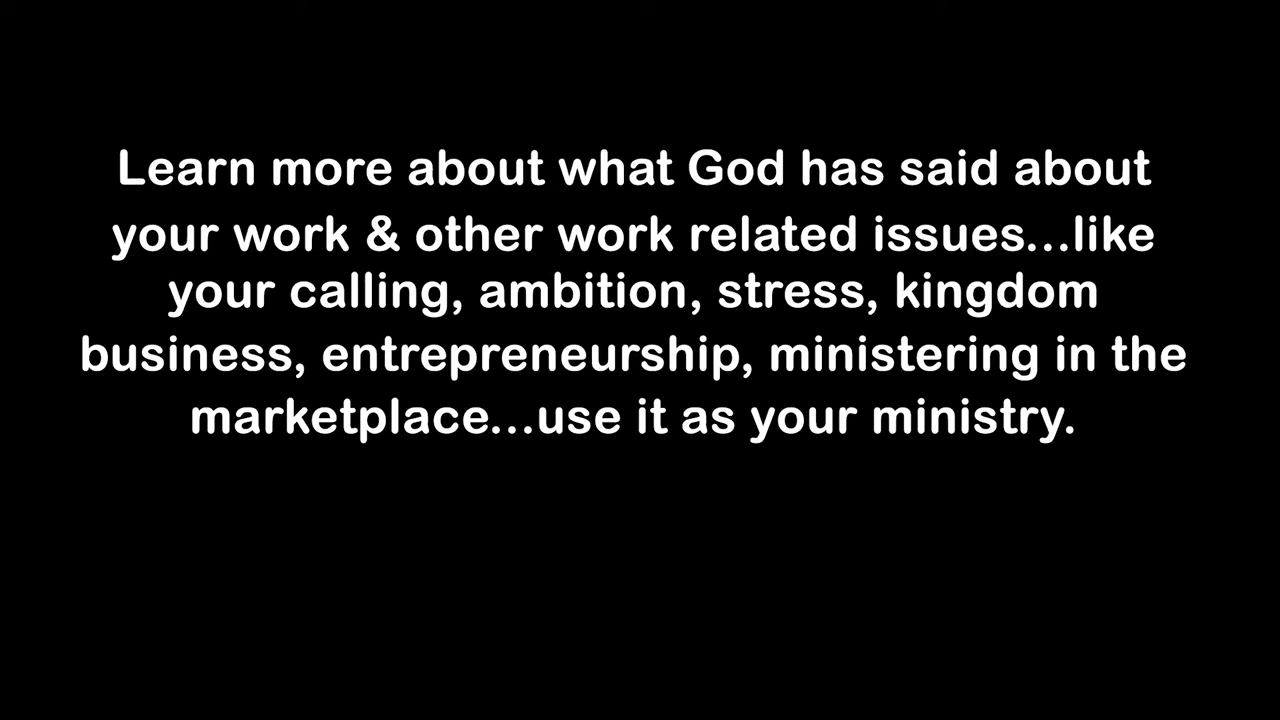 Learn more about what God has said about
your work & other work related issues...like
your calling, ambition, stress, kingdom
business, entrepreneurship, ministering in the
marketplace...use it as your ministry.